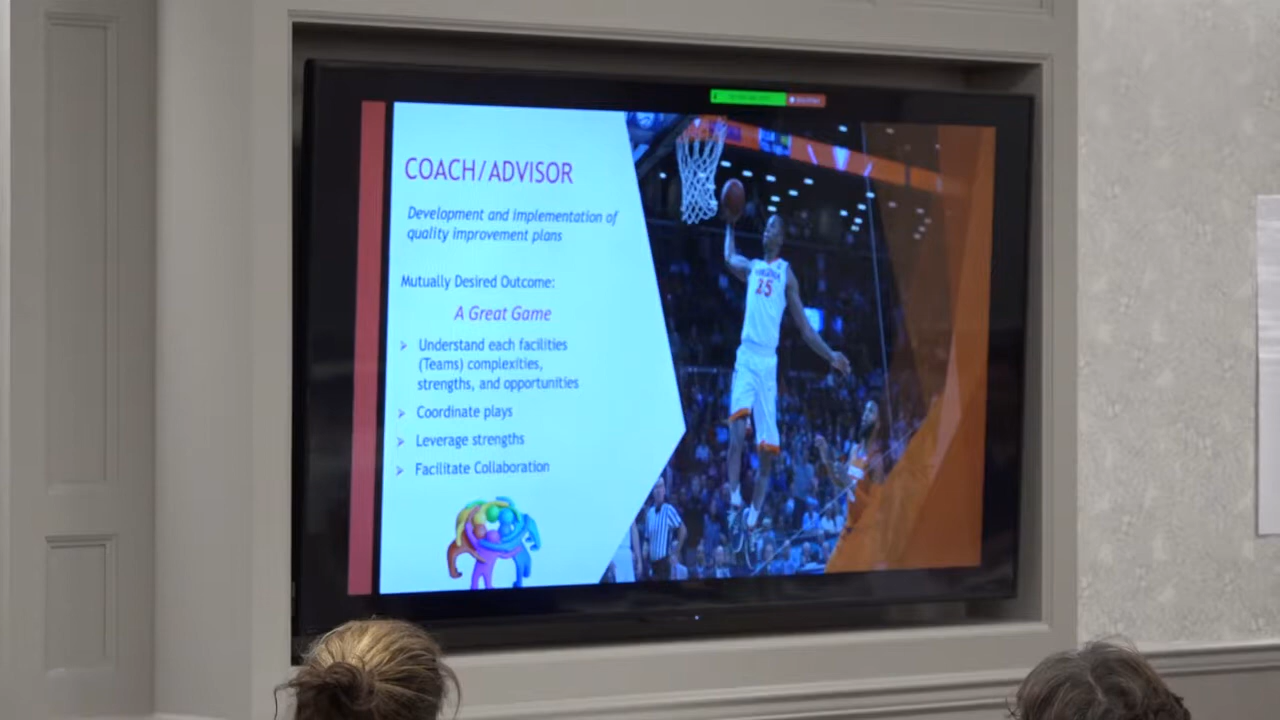 COACH/ADVISOR
Development and implementation of
quality improvement plans
Mutually Desired Outcome:
A Great Game
Understand each facilities
(Teams) complexities,
strengths, and opportunities
Coordinate plays
Leverage strengths
Facilitate Collaboration
VIRGINIA
25